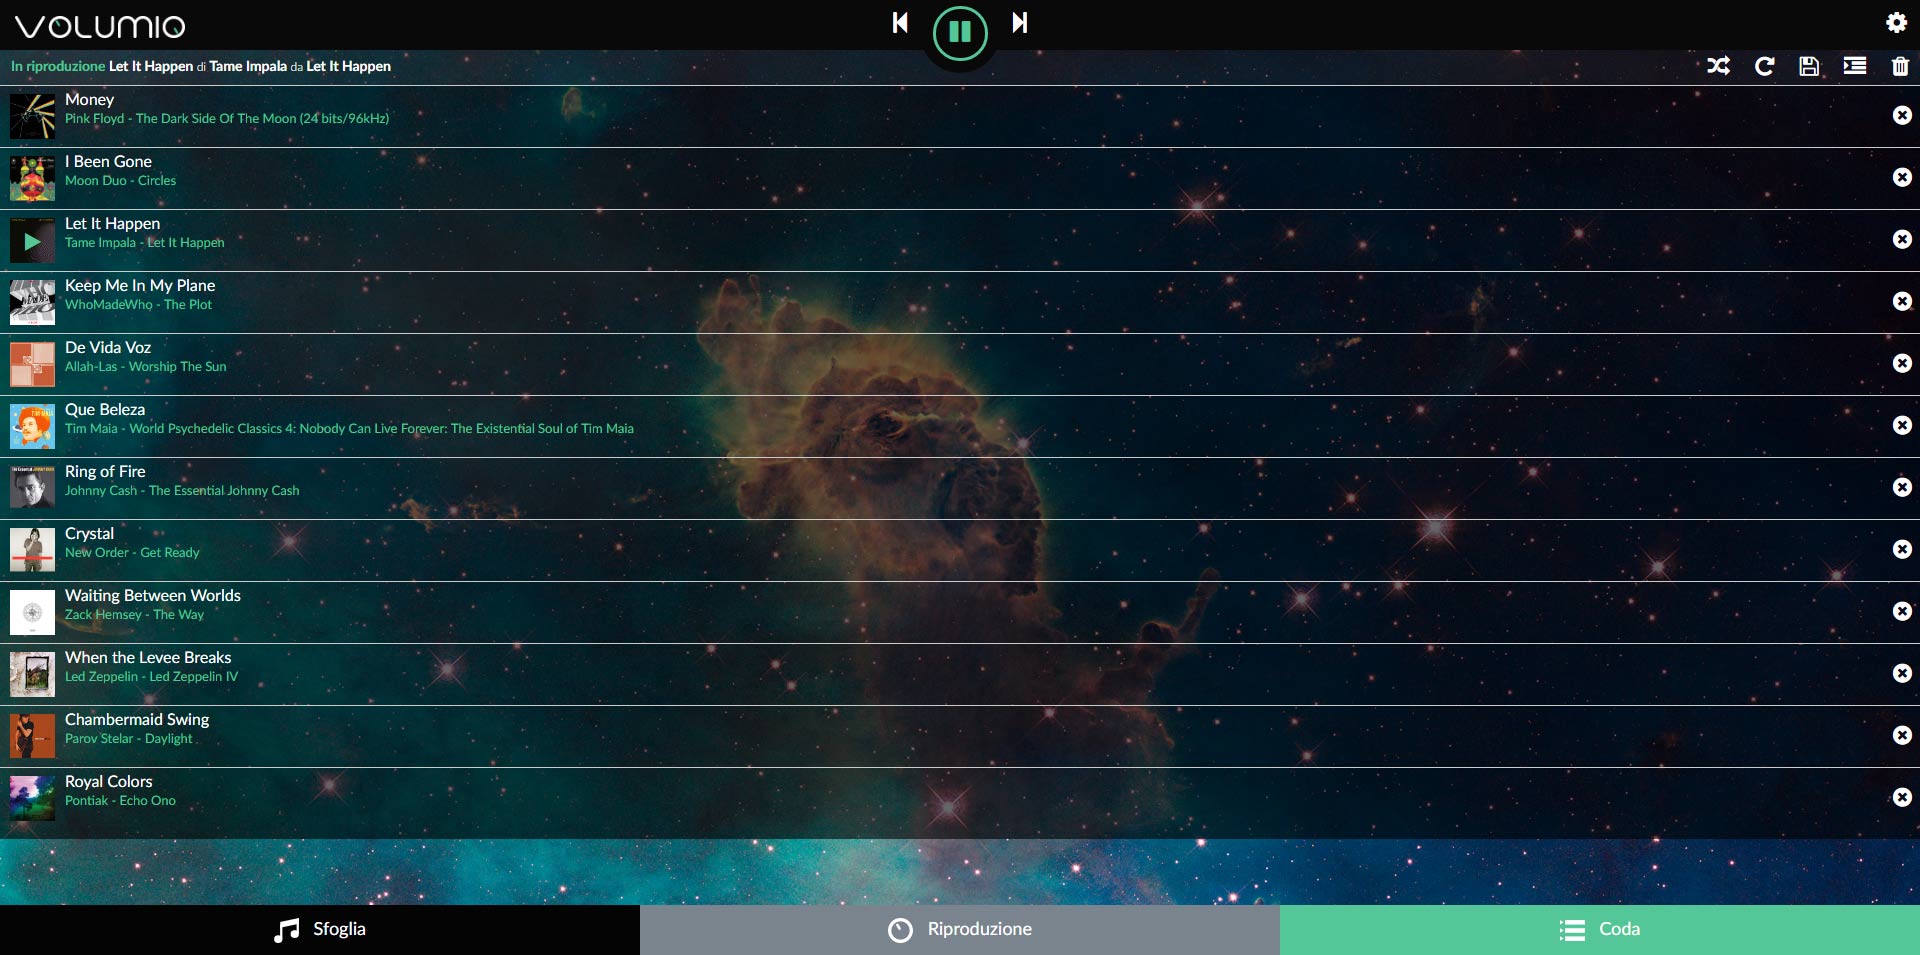 VOLUMIO
In riproduzione Let It Happen di Tame Impala da Let It Happen
Money
Pink Floyd - The Dark Side Of The Moon (24 bits/96kHz)
I Been Gone
Moon Duo - Circles
Let It Happen
Tame Impala - Let It Happen
Keep Me In My Plane
WhoMadeWho - The Plot
De Vida Voz
Allah-Las - Worship The Sun
Que Beleza
Tim Maia - World Psychedelic Classics 4: Nobody Can Live Forever: The Existential Soul of Tim Maia
Ring of Fire
Johnny Cash - The Essential Johnny Cash
Crystal
New Order - Get Ready
Waiting Between Worlds
Zack Hemsey - The Way
When the Levee Breaks
Led Zeppelin - Led Zeppelin IV
Chambermaid Swing
Parov Stelar - Daylight
Royal Colors
Pontiak - Echo Ono
Sfoglia
Riproduzione
Coda